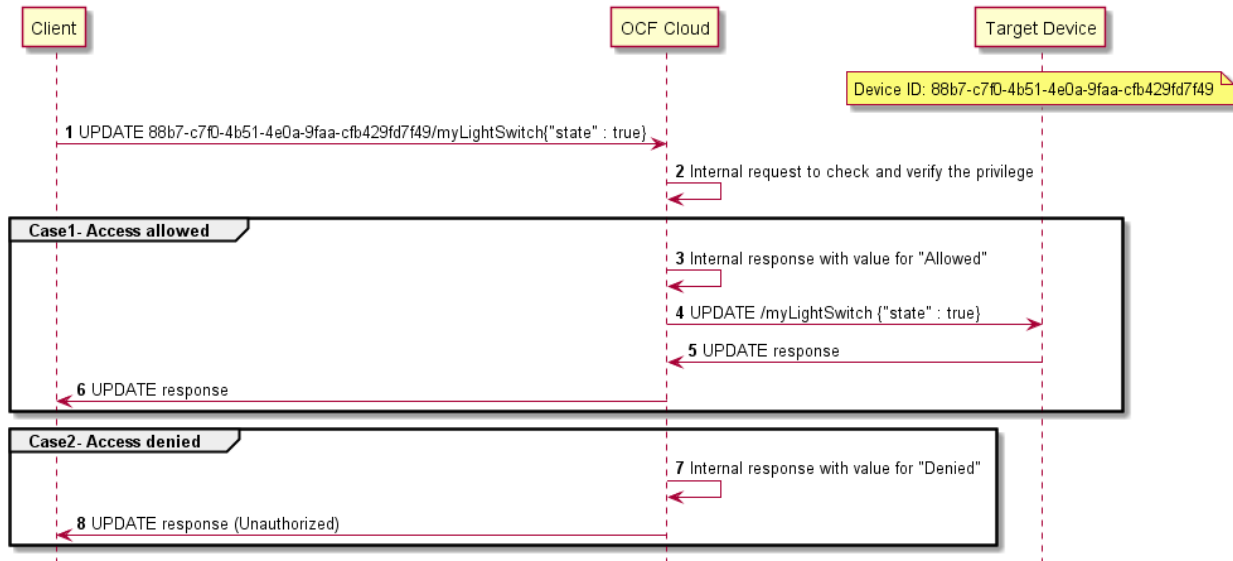 Client
OCF Cloud
Target Device
Device ID: 88b7-c7f0-4b51-4e0a-9faa-cfb429fd7f49
1 UPDATE 88b7-c7f0-4b51-4e0a-9faa-cfb429fd7f49/myLightSwitch{"state" : true}
2 Internal request to check and verify the privilege
Case1- Access allowed
3 Internal response with value for "Allowed"
4 UPDATE /myLightSwitch {"state" : true}
5 UPDATE response
6 UPDATE response
Case2- Access denied
7 Internal response with value for "Denied"
8 UPDATE response (Unauthorized)